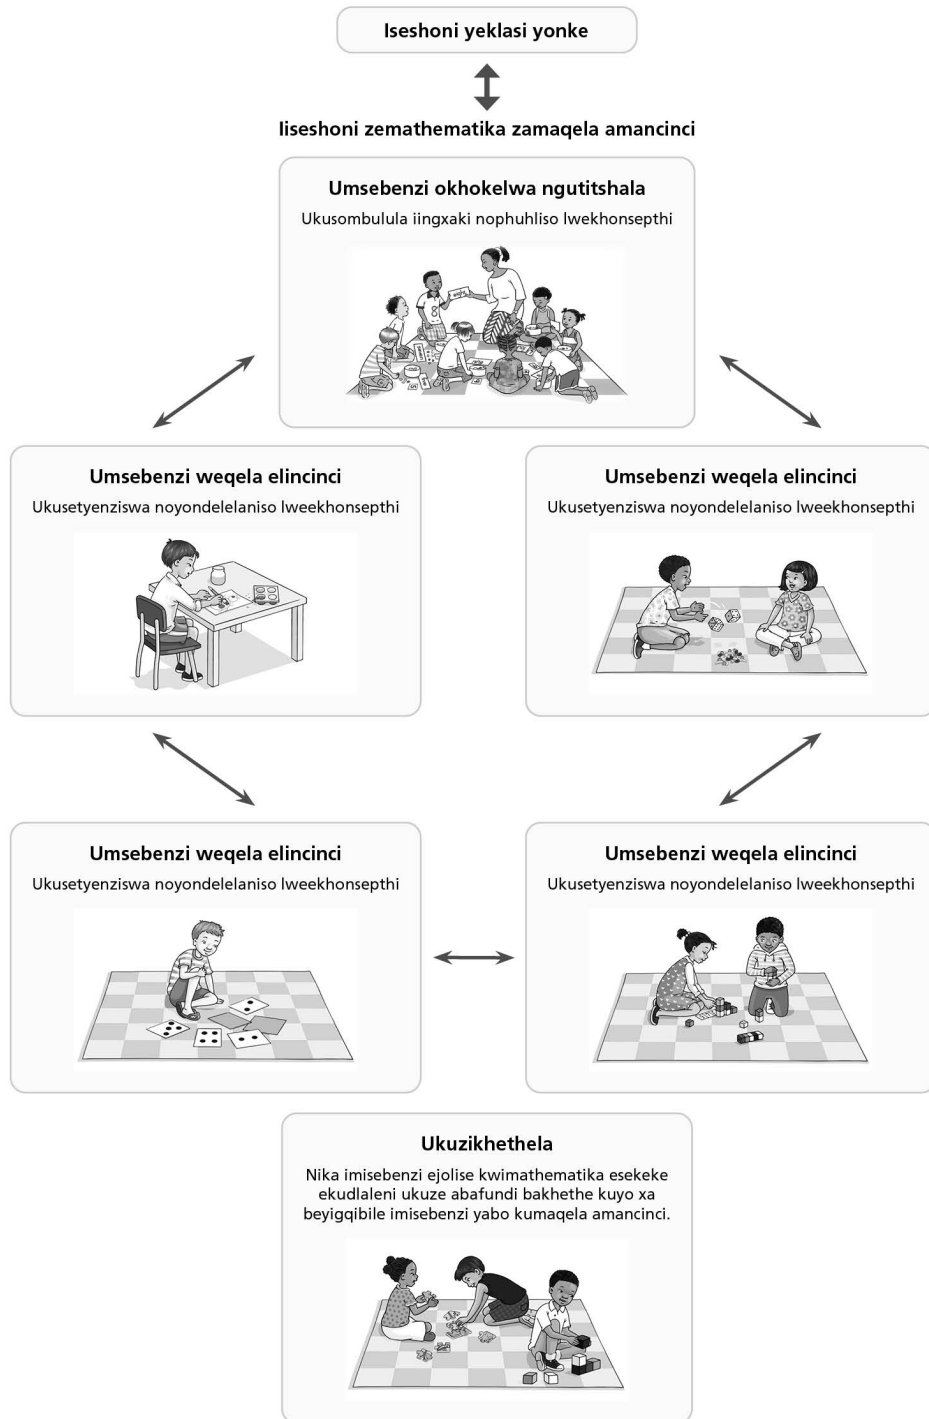 Iseshoni yeklasi yonke
Iiseshoni zemathematika zamaqela amancinci
Umsebenzi okhokelwa ngutitshala
Ukusombulula iingxaki nophuhliso lwekhonsepthi
Umsebenzi weqela elincinci
Ukusetyenziswa noyondelelaniso lweekhonsepthi
Umsebenzi weqela elincinci
Ukusetyenziswa noyondelelaniso lweekhonsepthi
Umsebenzi weqela elincinci
Ukusetyenziswa noyondelelaniso lweekhonsepthi
Umsebenzi weqela elincinci
Ukusetyenziswa noyondelelaniso lweekhonsepthi
Ukuzikhethela
Nika imisebenzi ejolise kwimathematika esekeke
ekudlaleni ukuze abafundi bakhethe kuyo xa
beyigqibile imisebenzi yabo kumaqela amancinci.